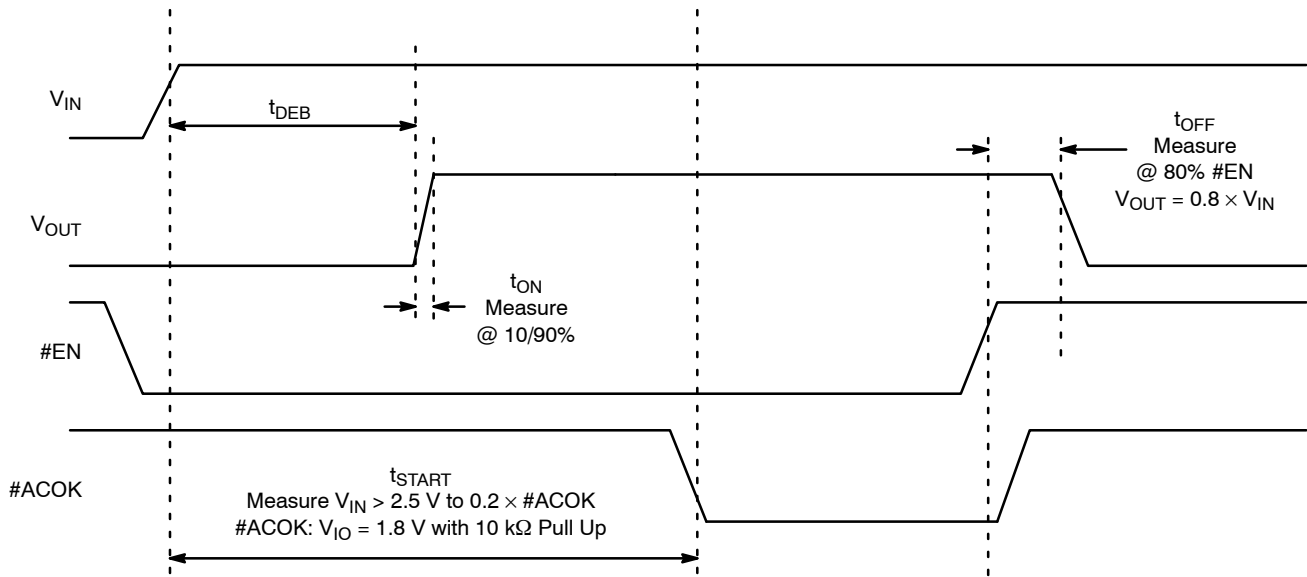 V_IN
t_DEB
t_OFF
Measure
@ 80% #EN
V_OUT = 0.8 × V_IN
V_OUT
t_ON
Measure
@ 10/90%
#EN
#ACOK
t_START
Measure V_IN > 2.5 V to 0.2 × #ACOK
#ACOK: V_IO = 1.8 V with 10 kΩ Pull Up